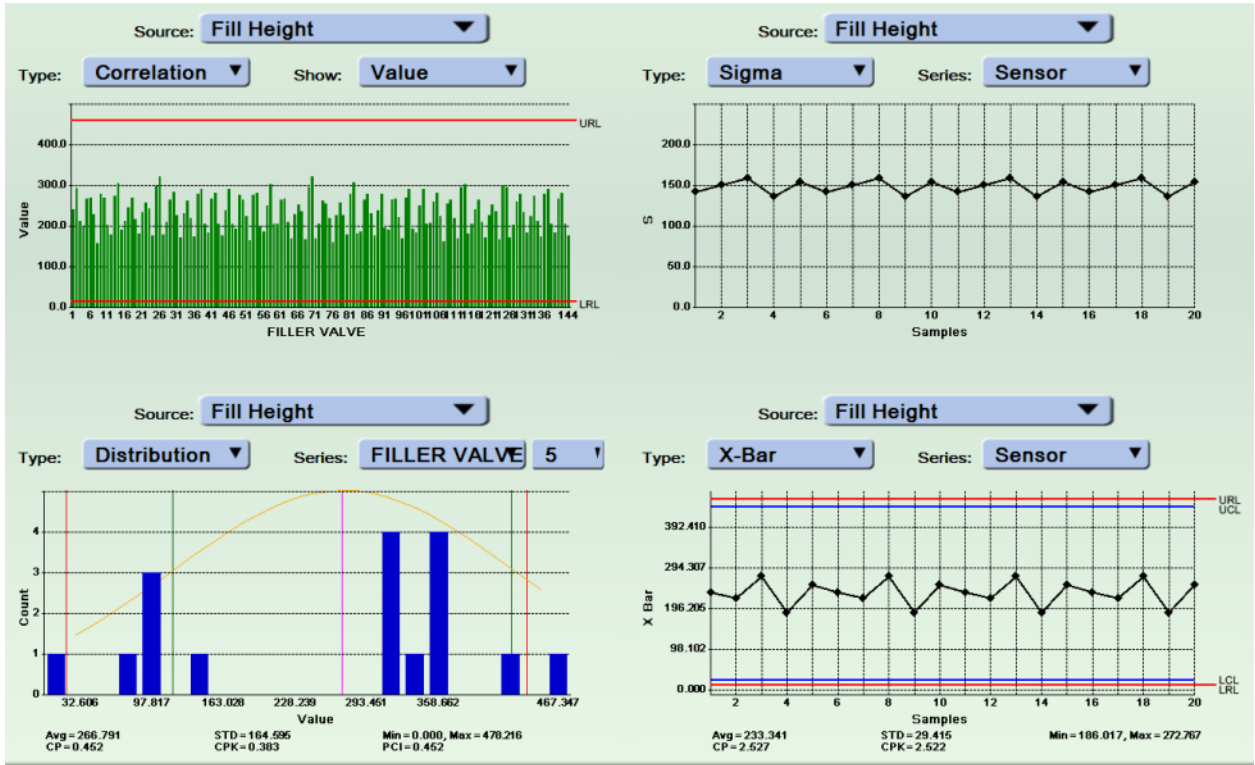 Source: Fill Height
Type: Correlation Show: Value
URL
400.0
300.0
200.0
100.0
0.0
LRL
Value
1 6 11 16 21 26 31 36 41 46 51 56 61 66 71 76 81 86 91 96 101 106 111 116 121 126 131 136 144
FILLER VALVE
Source: Fill Height
Type: Sigma Series: Sensor
200.0
150.0
100.0
50.0
0.0
S
2 4 6 8 10 12 14 16 18 20
Samples
Source: Fill Height
Type: Distribution Series: FILLER VALVE 5
4
3
2
1
0
Count
32.606 97.817 163.028 228.239 293.451 358.662 467.347
Value
Avg = 266.791 STD = 164.595 Min = 0.000, Max = 478.216
CP = 0.452 CPK = 0.383 PCI = 0.452
Source: Fill Height
Type: X-Bar Series: Sensor
URL
UCL
392.410
294.307
196.205
98.102
0.000
LCL
LRL
X Bar
2 4 6 8 10 12 14 16 18 20
Samples
Avg = 233.341 STD = 29.415 Min = 186.017, Max = 272.767
CP = 2.527 CPK = 2.522